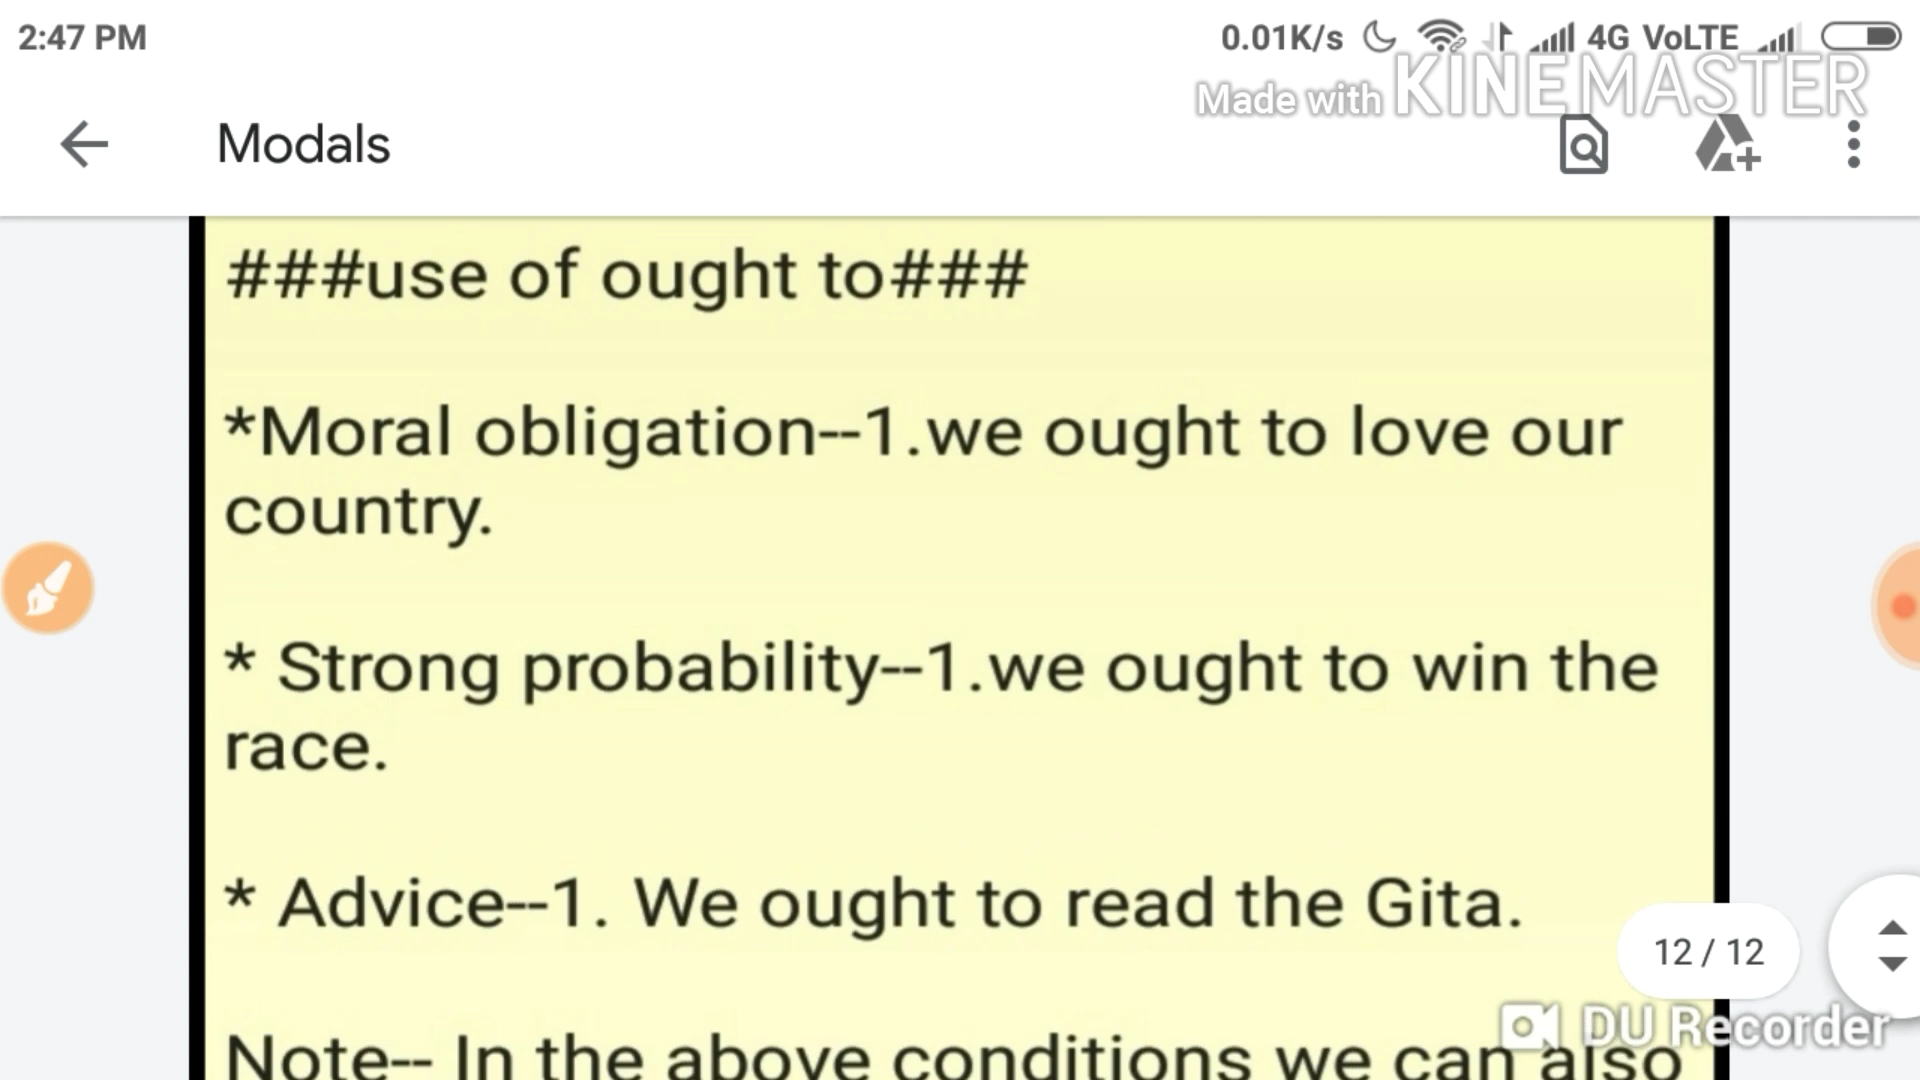 2:47 PM 0.01K/s 4G VoLTE
Made with KINEMASTER
Modals
###use of ought to###
*Moral obligation--1.we ought to love our
country.
* Strong probability--1.we ought to win the
race.
* Advice--1. We ought to read the Gita.
12 / 12
DU Recorder
Note-- In the above conditions we can also